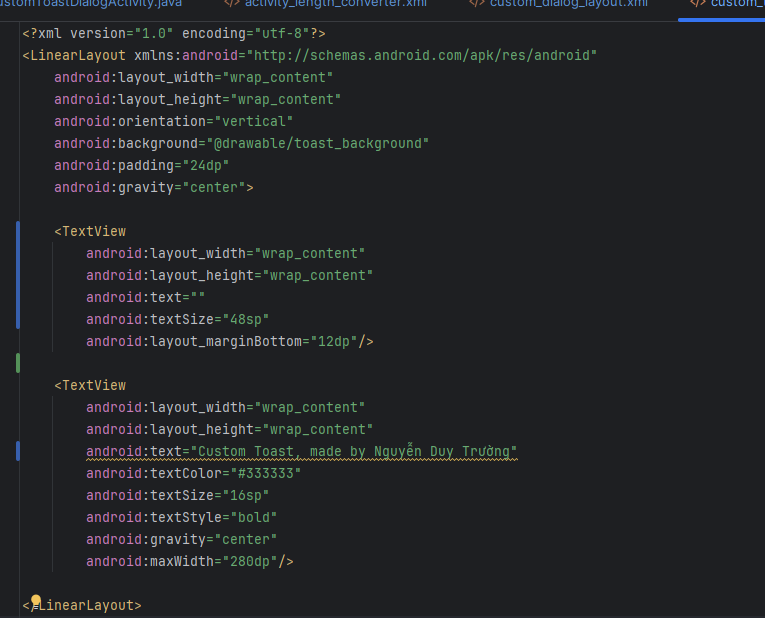 ustomToastDialogActivity.java </> activity_length_converter.xml </> custom_dialog_layout.xml </> custom_
<?xml version="1.0" encoding="utf-8"?>
<LinearLayout xmlns:android="http://schemas.android.com/apk/res/android"
    android:layout_width="wrap_content"
    android:layout_height="wrap_content"
    android:orientation="vertical"
    android:background="@drawable/toast_background"
    android:padding="24dp"
    android:gravity="center">
    <TextView
        android:layout_width="wrap_content"
        android:layout_height="wrap_content"
        android:text=""
        android:textSize="48sp"
        android:layout_marginBottom="12dp"/>
    <TextView
        android:layout_width="wrap_content"
        android:layout_height="wrap_content"
        android:text="Custom Toast, made by Nguyễn Duy Trường"
        android:textColor="#333333"
        android:textSize="16sp"
        android:textStyle="bold"
        android:gravity="center"
        android:maxWidth="280dp"/>
</LinearLayout>